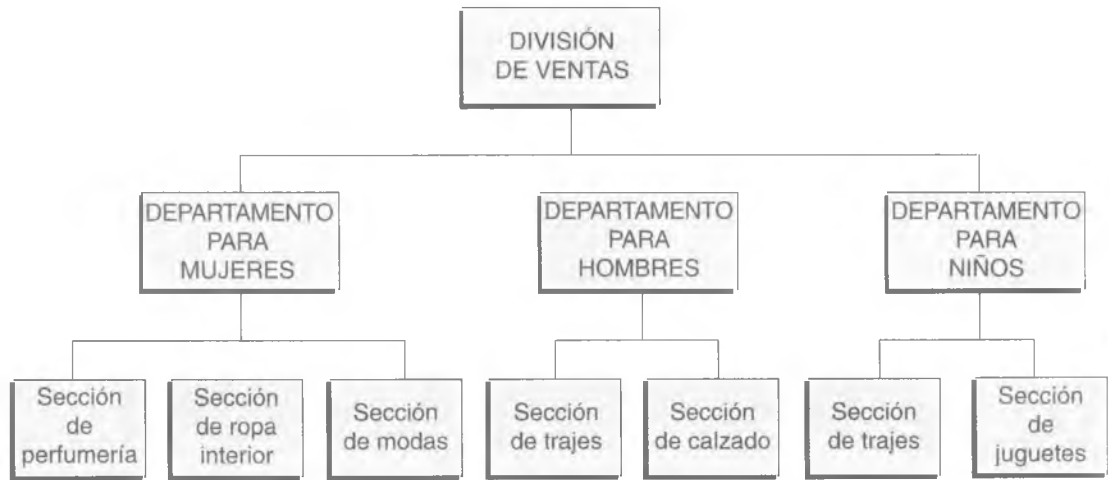 DIVISIÓN
DE VENTAS
DEPARTAMENTO
PARA
MUJERES
DEPARTAMENTO
PARA
HOMBRES
DEPARTAMENTO
PARA
NIÑOS
Sección
de
perfumería
Sección
de ropa
interior
Sección
de modas
Sección
de trajes
Sección
de calzado
Sección
de trajes
Sección
de
juguetes